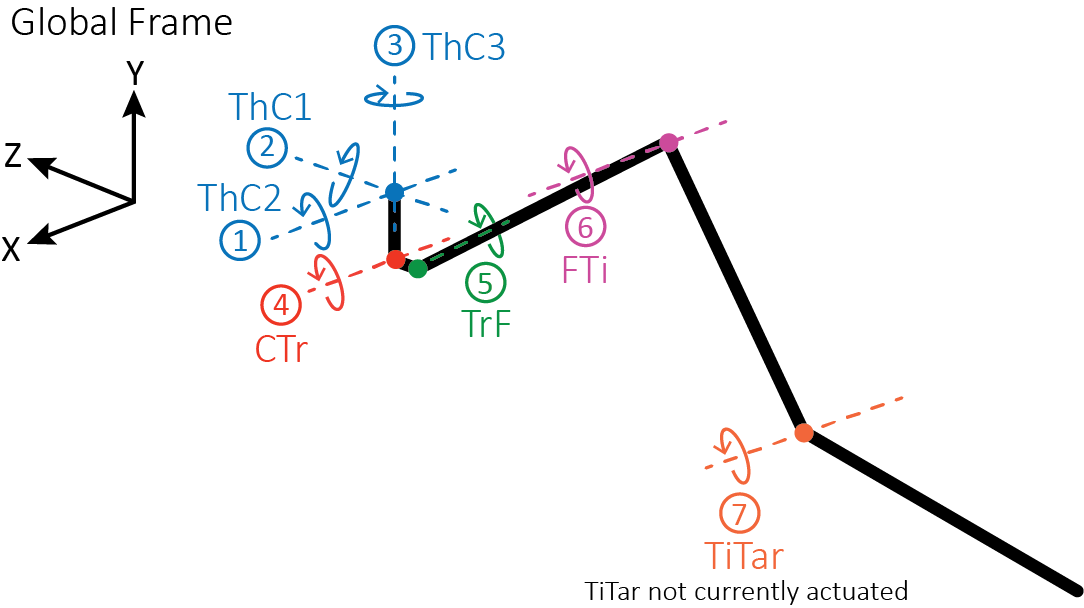 Global Frame
Y
Z
X
3 ThC3
ThC1
2
ThC2
1
4
CTr
5
TrF
6
FTi
7
TiTar
TiTar not currently actuated